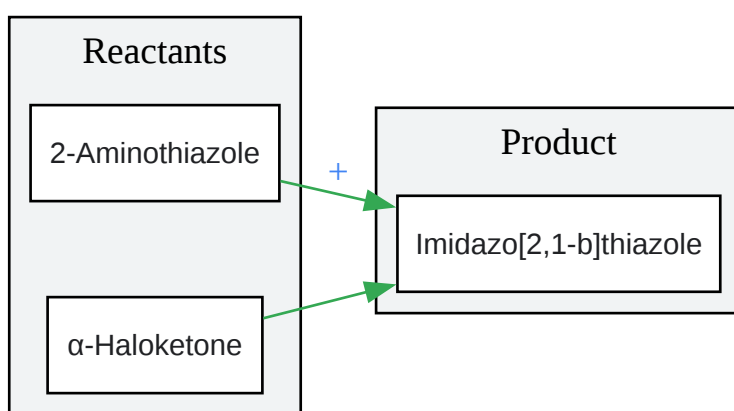 Reactants
2-Aminothiazole
α-Haloketone
+
Product
Imidazo[2,1-b]thiazole